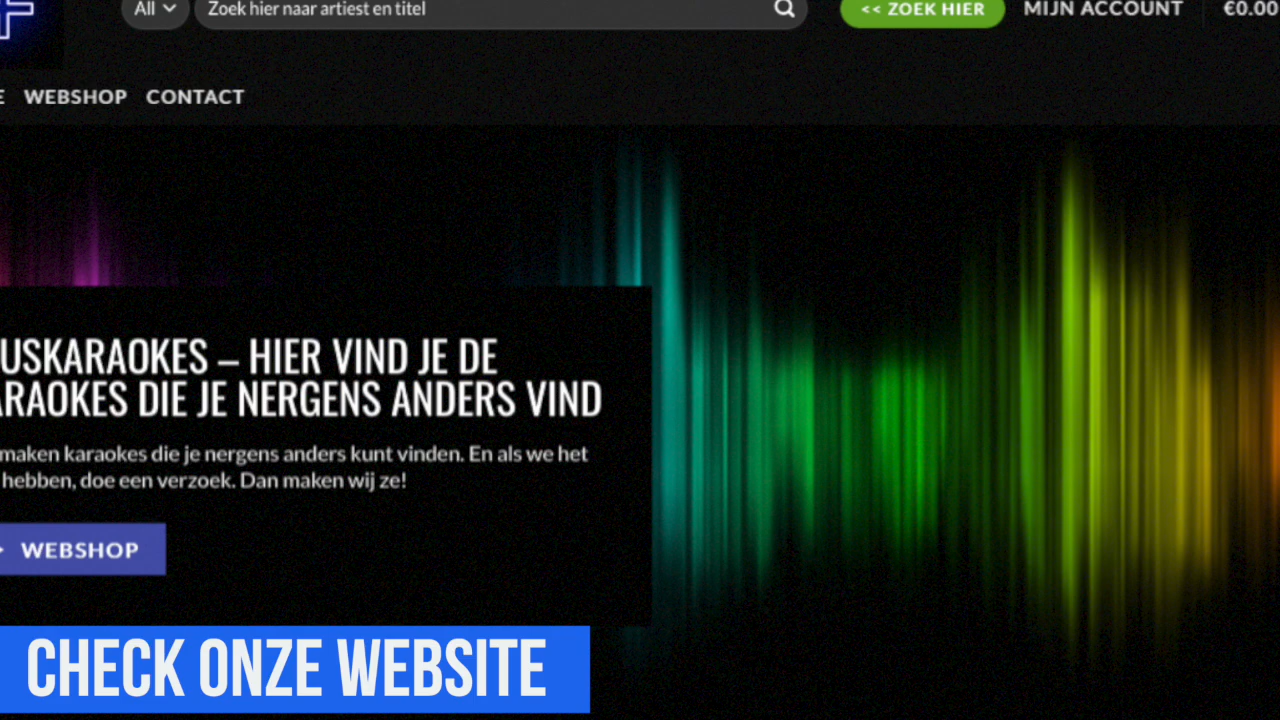 All
Zoek hier naar artiest en titel
<< ZOEK HIER
MIJN ACCOUNT
€0.00
WEBSHOP
CONTACT
USKARAOKES – HIER VIND JE DE
ARAOKES DIE JE NERGENS ANDERS VIND
maken karaokes die je nergens anders kunt vinden. En als we het
hebben, doe een verzoek. Dan maken wij ze!
WEBSHOP
CHECK ONZE WEBSITE